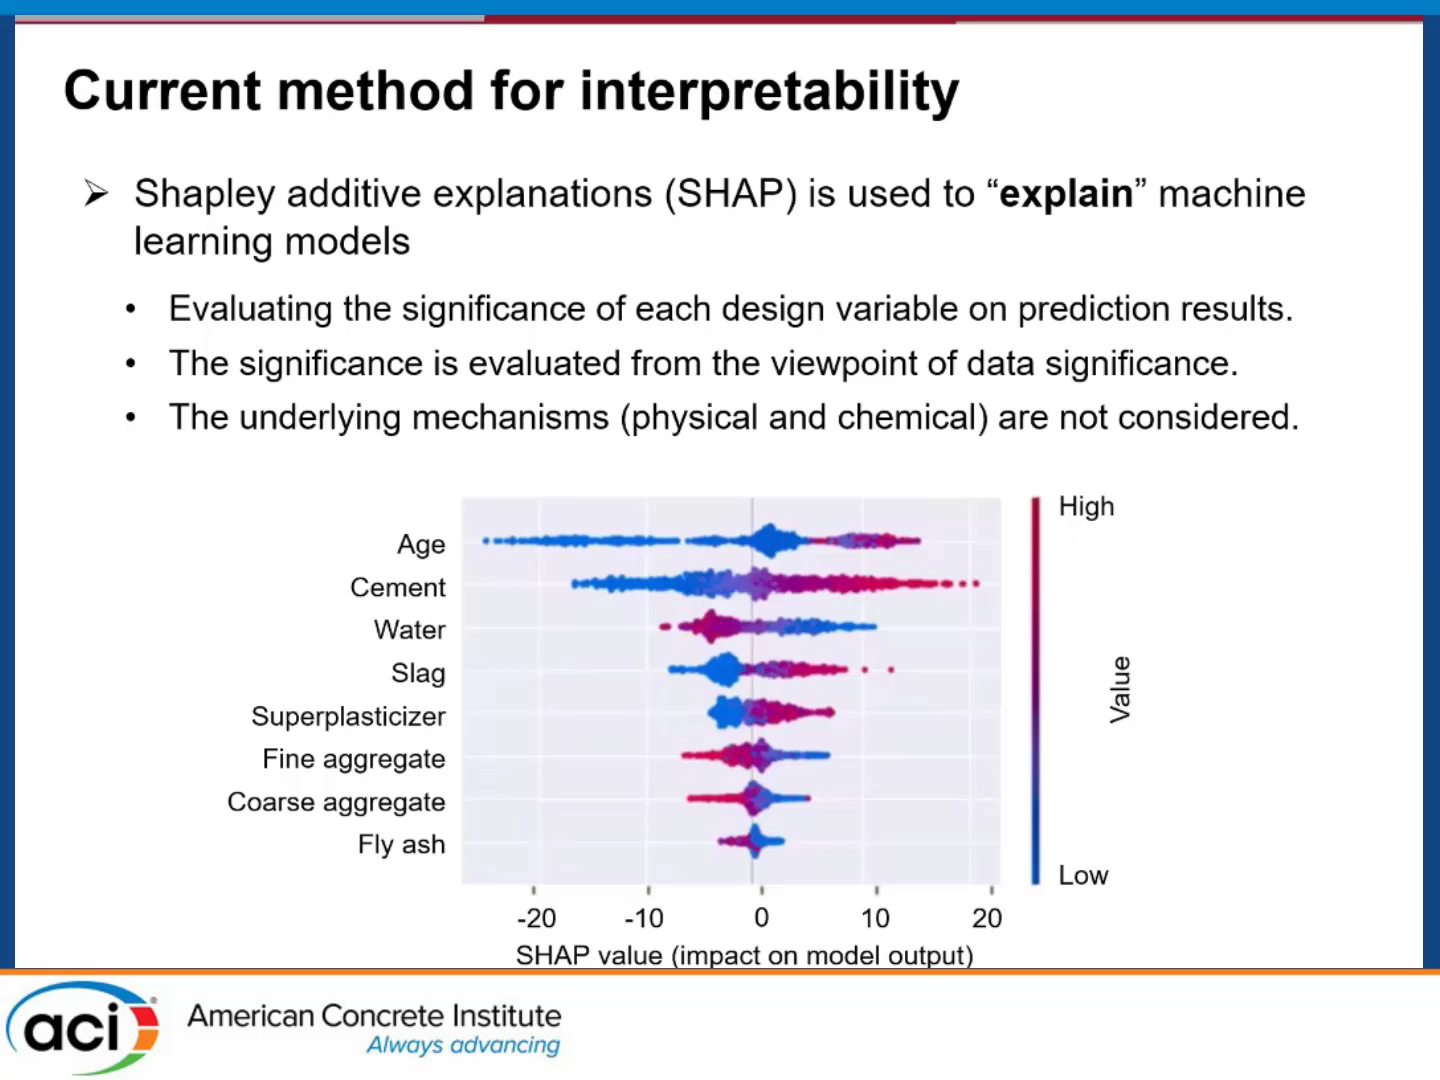 Current method for interpretability
Shapley additive explanations (SHAP) is used to “explain” machine
learning models
• Evaluating the significance of each design variable on prediction results.
• The significance is evaluated from the viewpoint of data significance.
• The underlying mechanisms (physical and chemical) are not considered.
High
Age
Cement
Water
Slag
Value
Superplasticizer
Fine aggregate
Coarse aggregate
Fly ash
Low
-20 -10 0 10 20
SHAP value (impact on model output)
aci®
American Concrete Institute
Always advancing